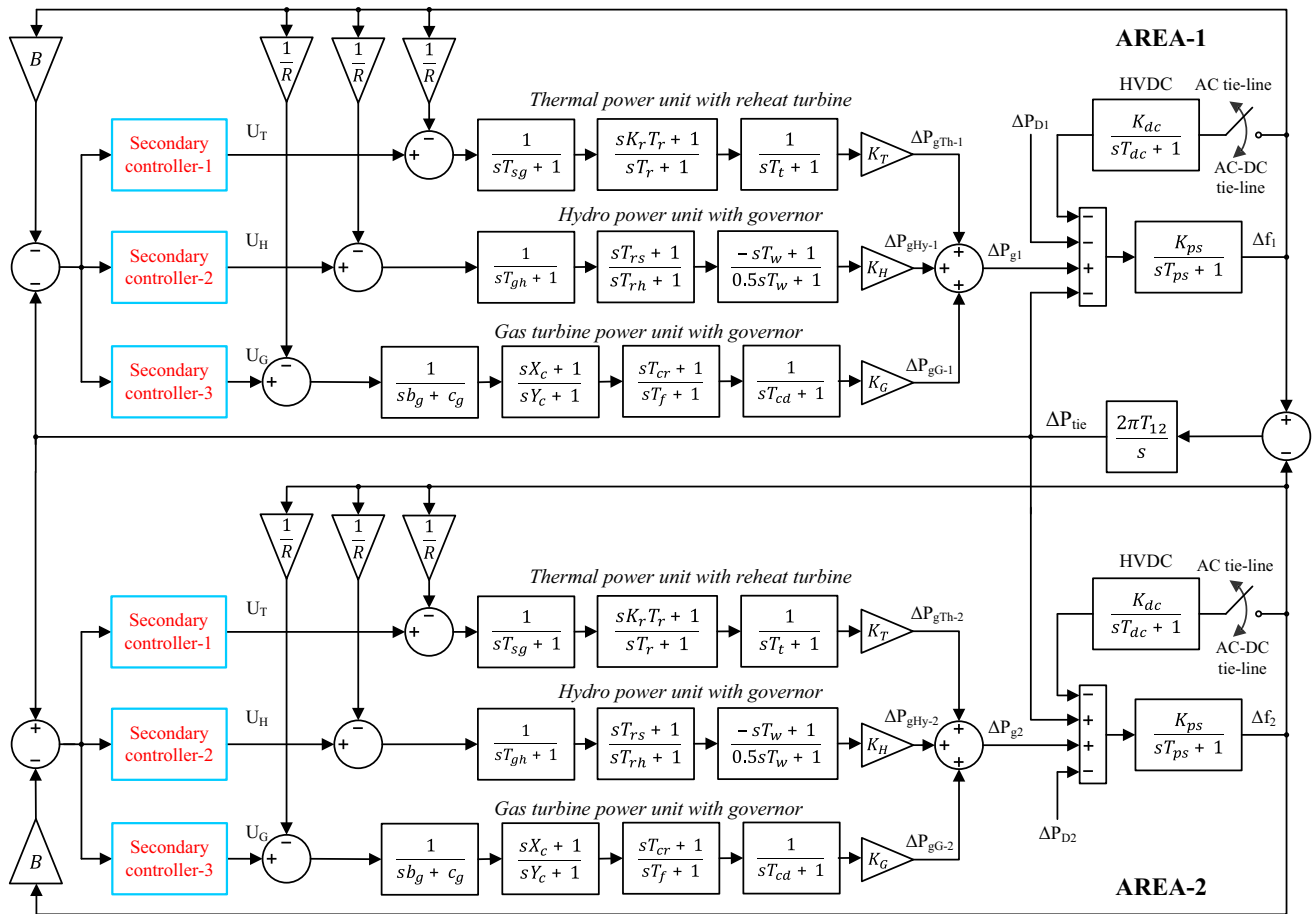 AREA-1
B
1/R
1/R
1/R
Thermal power unit with reheat turbine
HVDC
AC tie-line
Secondary
controller-1
U_T
−
+
1/(sT_sg + 1)
(sK_rT_r + 1)/(sT_r + 1)
1/(sT_t + 1)
K_T
ΔP_gTh-1
ΔP_D1
K_dc/(sT_dc + 1)
AC-DC
tie-line
Hydro power unit with governor
−
−
Secondary
controller-2
U_H
−
+
1/(sT_gh + 1)
(sT_rs + 1)/(sT_rh + 1)
(−sT_w + 1)/(0.5sT_w + 1)
K_H
ΔP_gHy-1
+
+
+
ΔP_g1
−
−
+
−
K_ps/(sT_ps + 1)
Δf_1
Gas turbine power unit with governor
Secondary
controller-3
U_G
−
+
1/(sb_g + c_g)
(sX_c + 1)/(sY_c + 1)
(sT_cr + 1)/(sT_f + 1)
1/(sT_cd + 1)
K_G
ΔP_gG-1
ΔP_tie
2πT_12/s
+
−
1/R
1/R
1/R
Thermal power unit with reheat turbine
HVDC
AC tie-line
Secondary
controller-1
U_T
−
+
1/(sT_sg + 1)
(sK_rT_r + 1)/(sT_r + 1)
1/(sT_t + 1)
K_T
ΔP_gTh-2
K_dc/(sT_dc + 1)
AC-DC
tie-line
Hydro power unit with governor
+
−
Secondary
controller-2
U_H
−
+
1/(sT_gh + 1)
(sT_rs + 1)/(sT_rh + 1)
(−sT_w + 1)/(0.5sT_w + 1)
K_H
ΔP_gHy-2
+
+
+
ΔP_g2
−
+
+
−
K_ps/(sT_ps + 1)
Δf_2
Gas turbine power unit with governor
B
Secondary
controller-3
U_G
−
+
1/(sb_g + c_g)
(sX_c + 1)/(sY_c + 1)
(sT_cr + 1)/(sT_f + 1)
1/(sT_cd + 1)
K_G
ΔP_gG-2
ΔP_D2
AREA-2